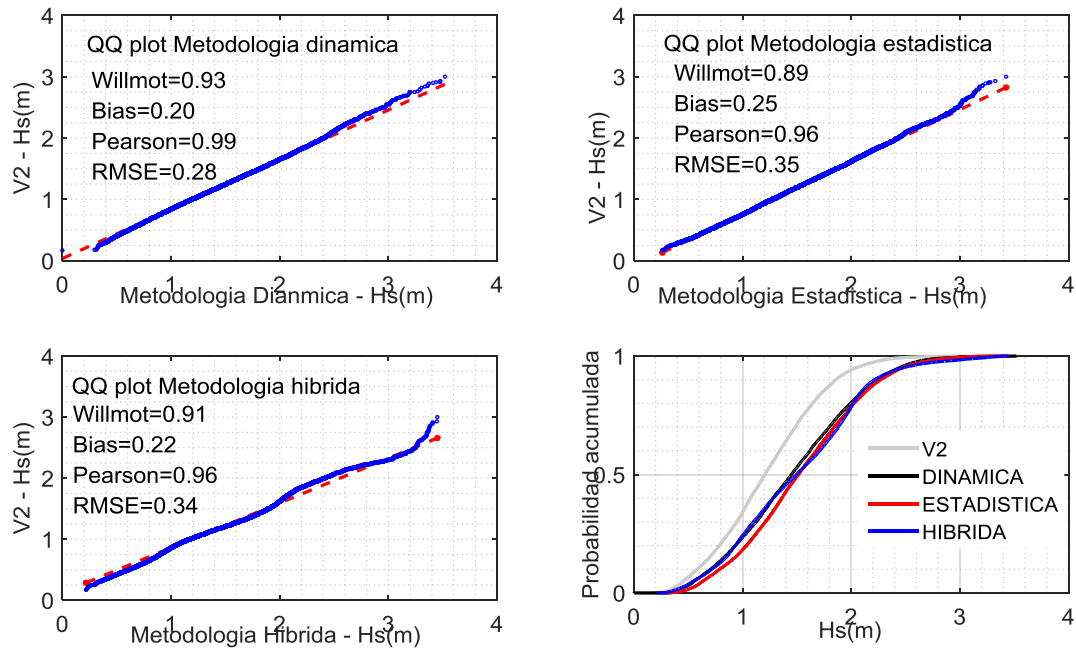 QQ plot Metodologia dinamica
Willmot=0.93
Bias=0.20
Pearson=0.99
RMSE=0.28
V2 - Hs(m)
4
3
2
1
0
0 1 2 3 4
Metodologia Dianmica - Hs(m)
QQ plot Metodologia estadistica
Willmot=0.89
Bias=0.25
Pearson=0.96
RMSE=0.35
V2 - Hs(m)
4
3
2
1
0
0 1 2 3 4
Metodologia Estadistica - Hs(m)
QQ plot Metodologia hibrida
Willmot=0.91
Bias=0.22
Pearson=0.96
RMSE=0.34
V2 - Hs(m)
4
3
2
1
0
0 1 2 3 4
Metodologia Hibrida - Hs(m)
Probabilidad acumulada
1
0.5
0
V2
DINAMICA
ESTADISTICA
HIBRIDA
0 1 2 3 4
Hs(m)